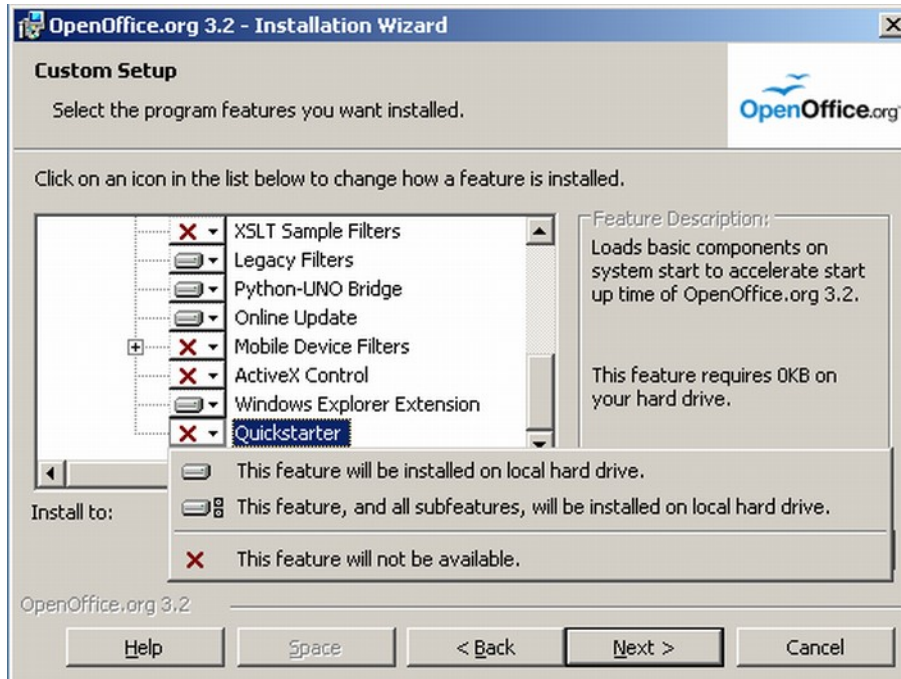 OpenOffice.org 3.2 - Installation Wizard
Custom Setup
Select the program features you want installed.
OpenOffice.org
Click on an icon in the list below to change how a feature is installed.
XSLT Sample Filters
Legacy Filters
Python-UNO Bridge
Online Update
Mobile Device Filters
ActiveX Control
Windows Explorer Extension
Quickstarter
Feature Description:
Loads basic components on
system start to accelerate start
up time of OpenOffice.org 3.2.
This feature requires 0KB on
your hard drive.
This feature will be installed on local hard drive.
This feature, and all subfeatures, will be installed on local hard drive.
This feature will not be available.
Install to:
OpenOffice.org 3.2
Help
Space
< Back
Next >
Cancel